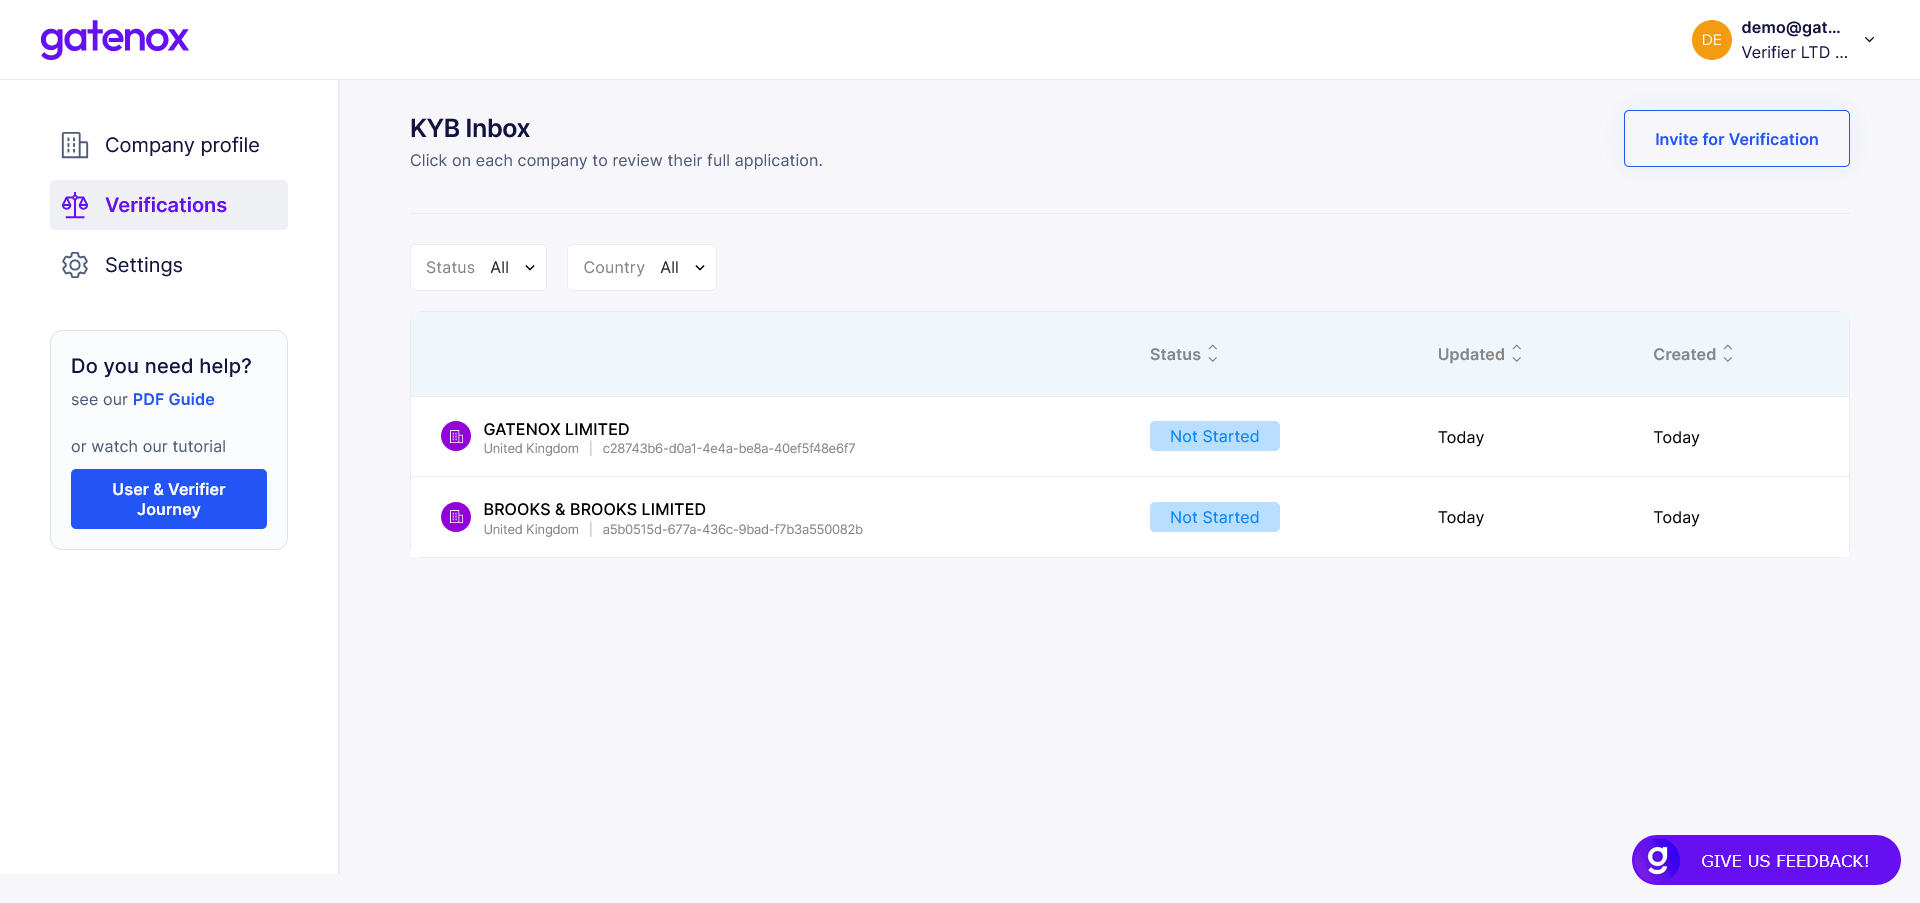 gatenox
DE
demo@gat...
Verifier LTD ...
Company profile
Verifications
Settings
Do you need help?
see our PDF Guide
or watch our tutorial
User & Verifier
Journey
KYB Inbox
Click on each company to review their full application.
Invite for Verification
Status All
Country All
Status
Updated
Created
GATENOX LIMITED
United Kingdom | c28743b6-d0a1-4e4a-be8a-40ef5f48e6f7
Not Started
Today
Today
BROOKS & BROOKS LIMITED
United Kingdom | a5b0515d-677a-436c-9bad-f7b3a550082b
Not Started
Today
Today
g GIVE US FEEDBACK!